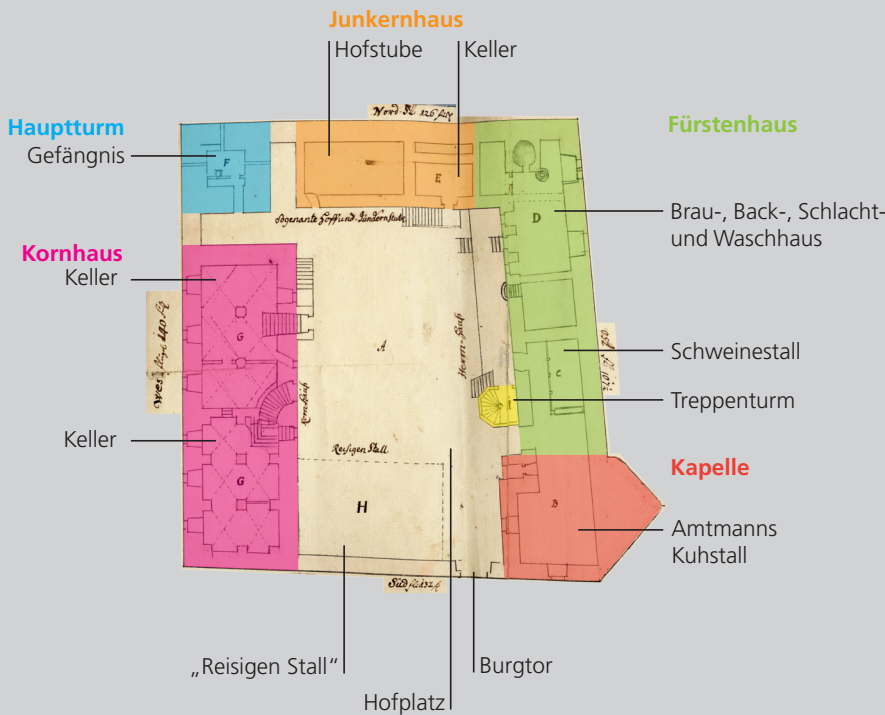 Junkernhaus
Hofstube
Keller
Hauptturm
Gefängnis
Fürstenhaus
Nord
F
E
D
Brau-, Back-, Schlacht-
und Waschhaus
Kornhaus
Keller
G
A
Schweinestall
C
Treppenturm
Keller
Reisigen Stall
Kapelle
G
H
B
Amtmanns
Kuhstall
„Reisigen Stall“
Burgtor
Hofplatz